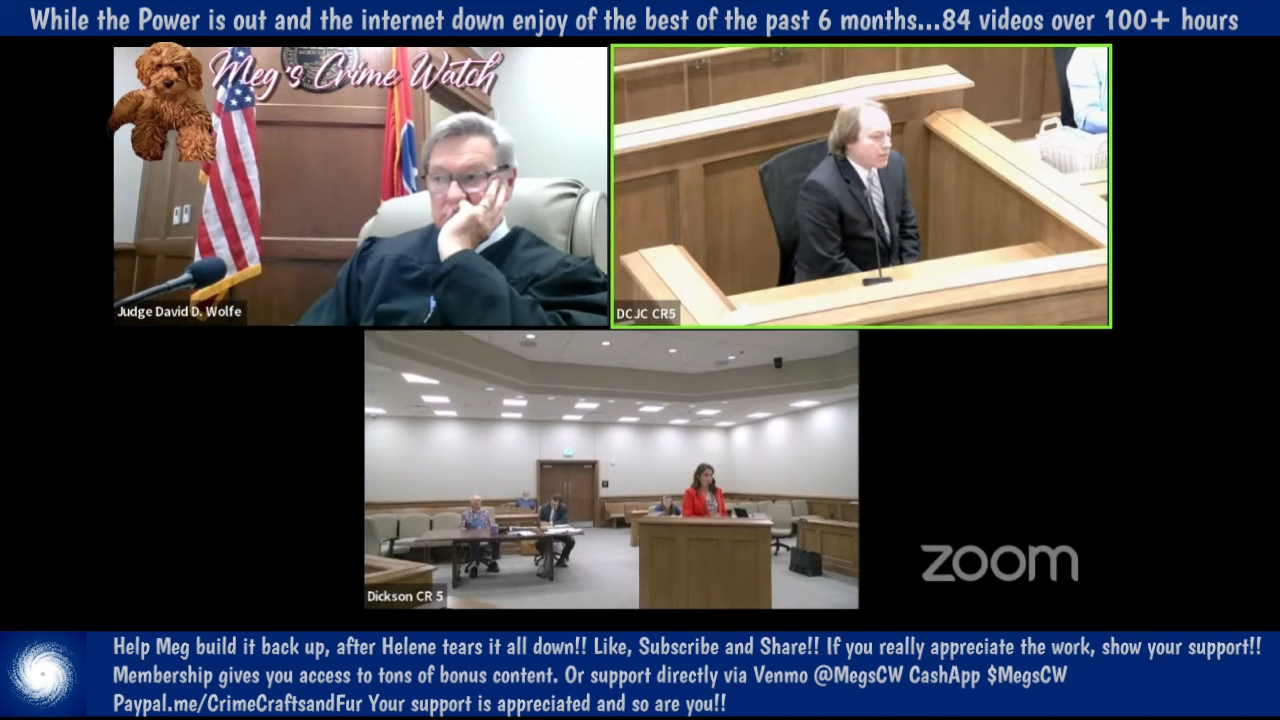 While the Power is out and the internet down enjoy of the best of the past 6 months...84 videos over 100+ hours
Meg's Crime Watch
Judge David D. Wolfe
DCJC CR5
Dickson CR 5
zoom
Help Meg build it back up, after Helene tears it all down!! Like, Subscribe and Share!! If you really appreciate the work, show your support!!
Membership gives you access to tons of bonus content. Or support directly via Venmo @MegsCW CashApp $MegsCW
Paypal.me/CrimeCraftsandFur Your support is appreciated and so are you!!